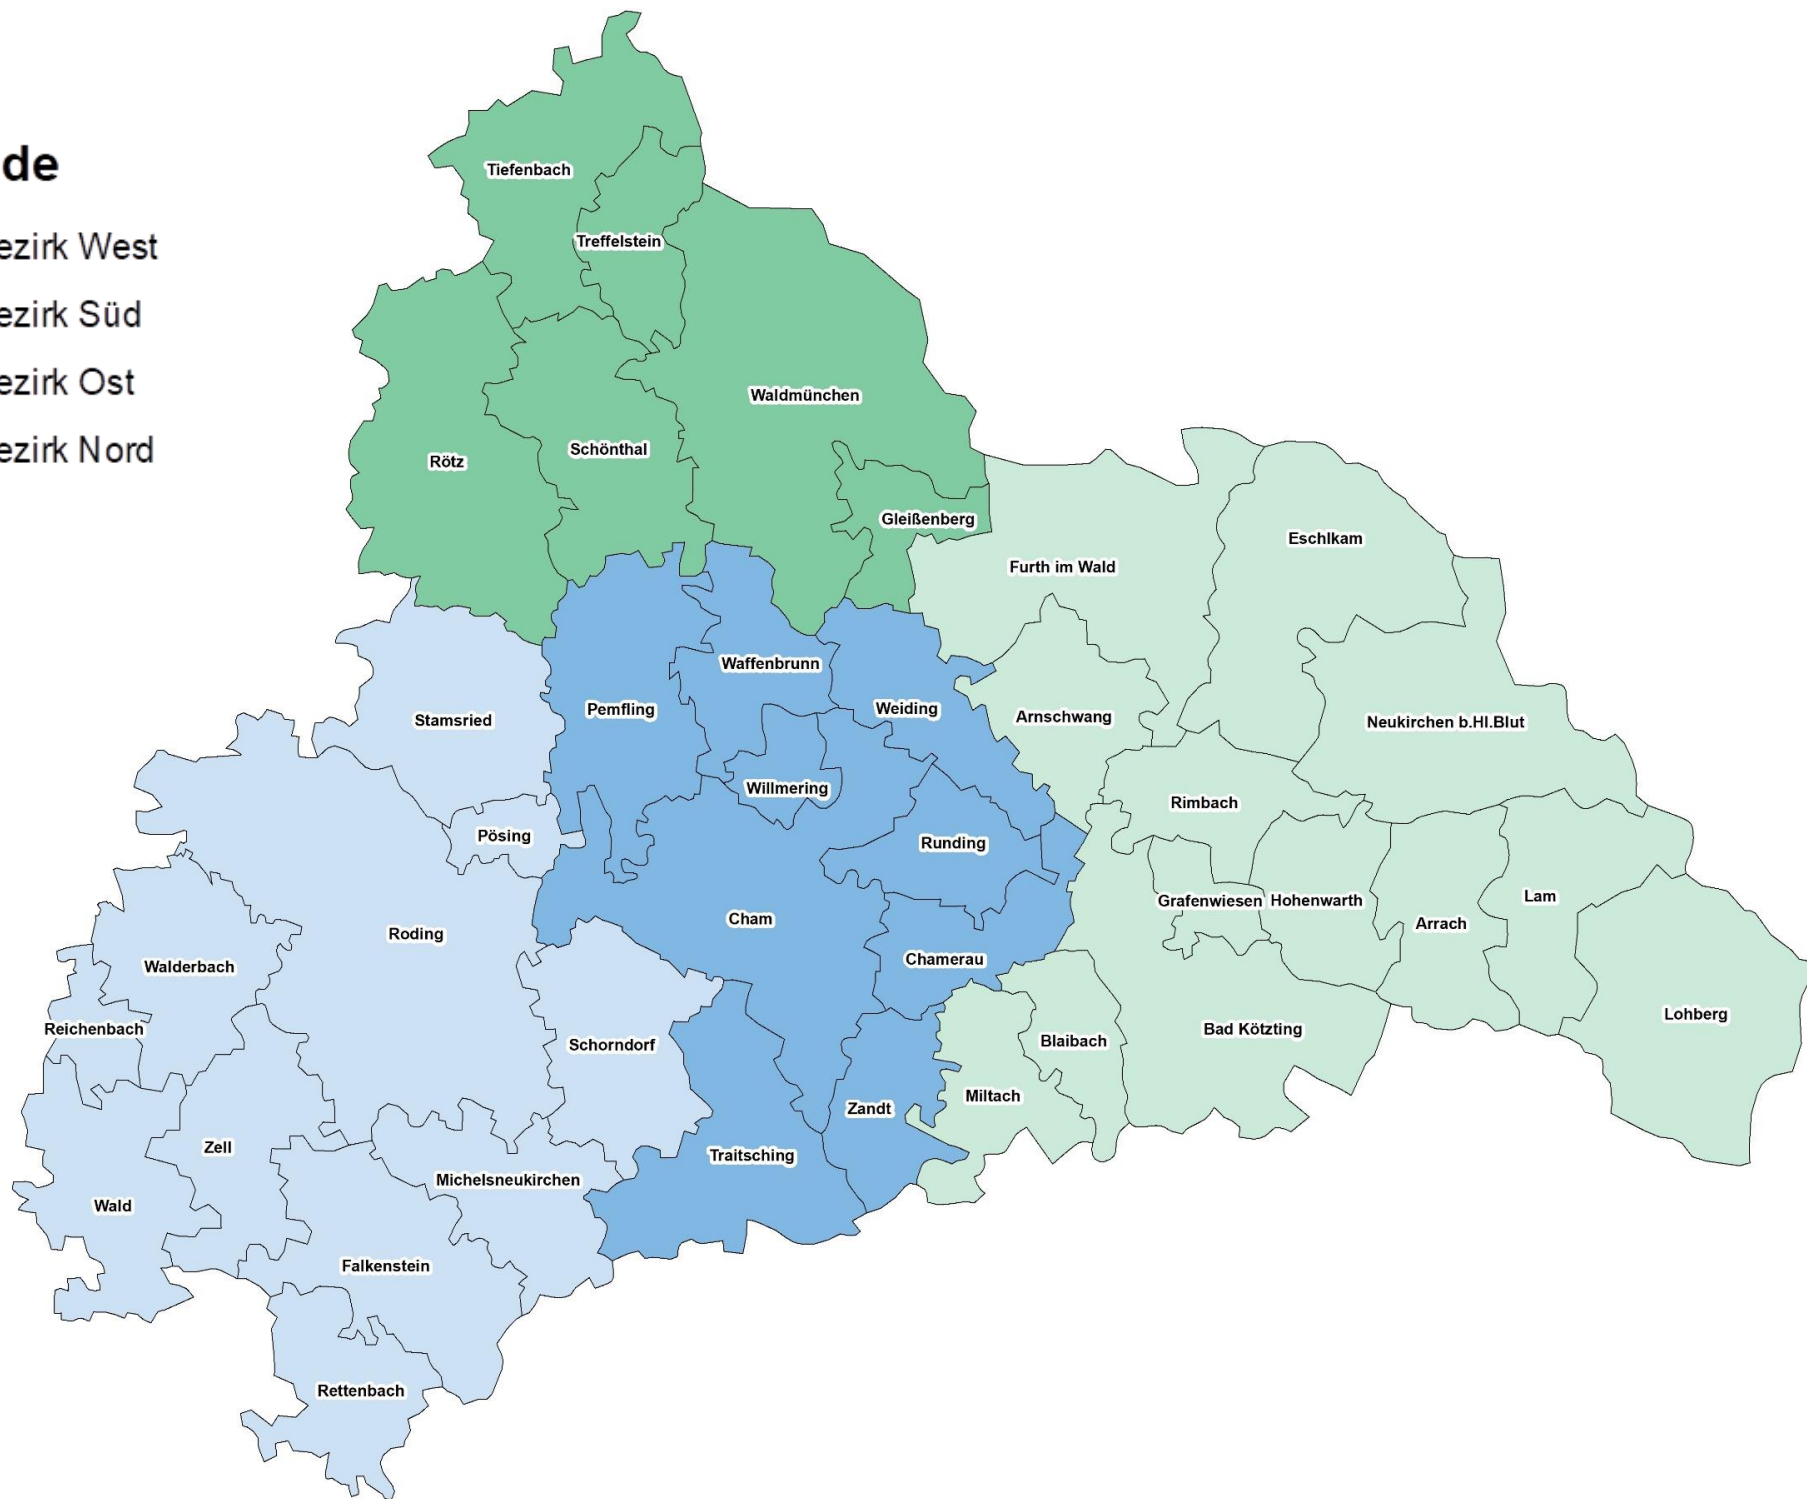 de
ezirk West
ezirk Süd
ezirk Ost
ezirk Nord
Tiefenbach
Treffelstein
Waldmünchen
Schönthal
Rötz
Gleißenberg
Eschlkam
Furth im Wald
Waffenbrunn
Weiding
Pemfling
Arnschwang
Stamsried
Neukirchen b.Hl.Blut
Willmering
Rimbach
Pösing
Runding
Lam
Grafenwiesen
Hohenwarth
Cham
Arrach
Roding
Chamerau
Walderbach
Lohberg
Reichenbach
Bad Kötzting
Blaibach
Schorndorf
Miltach
Zandt
Zell
Traitsching
Michelsneukirchen
Wald
Falkenstein
Rettenbach